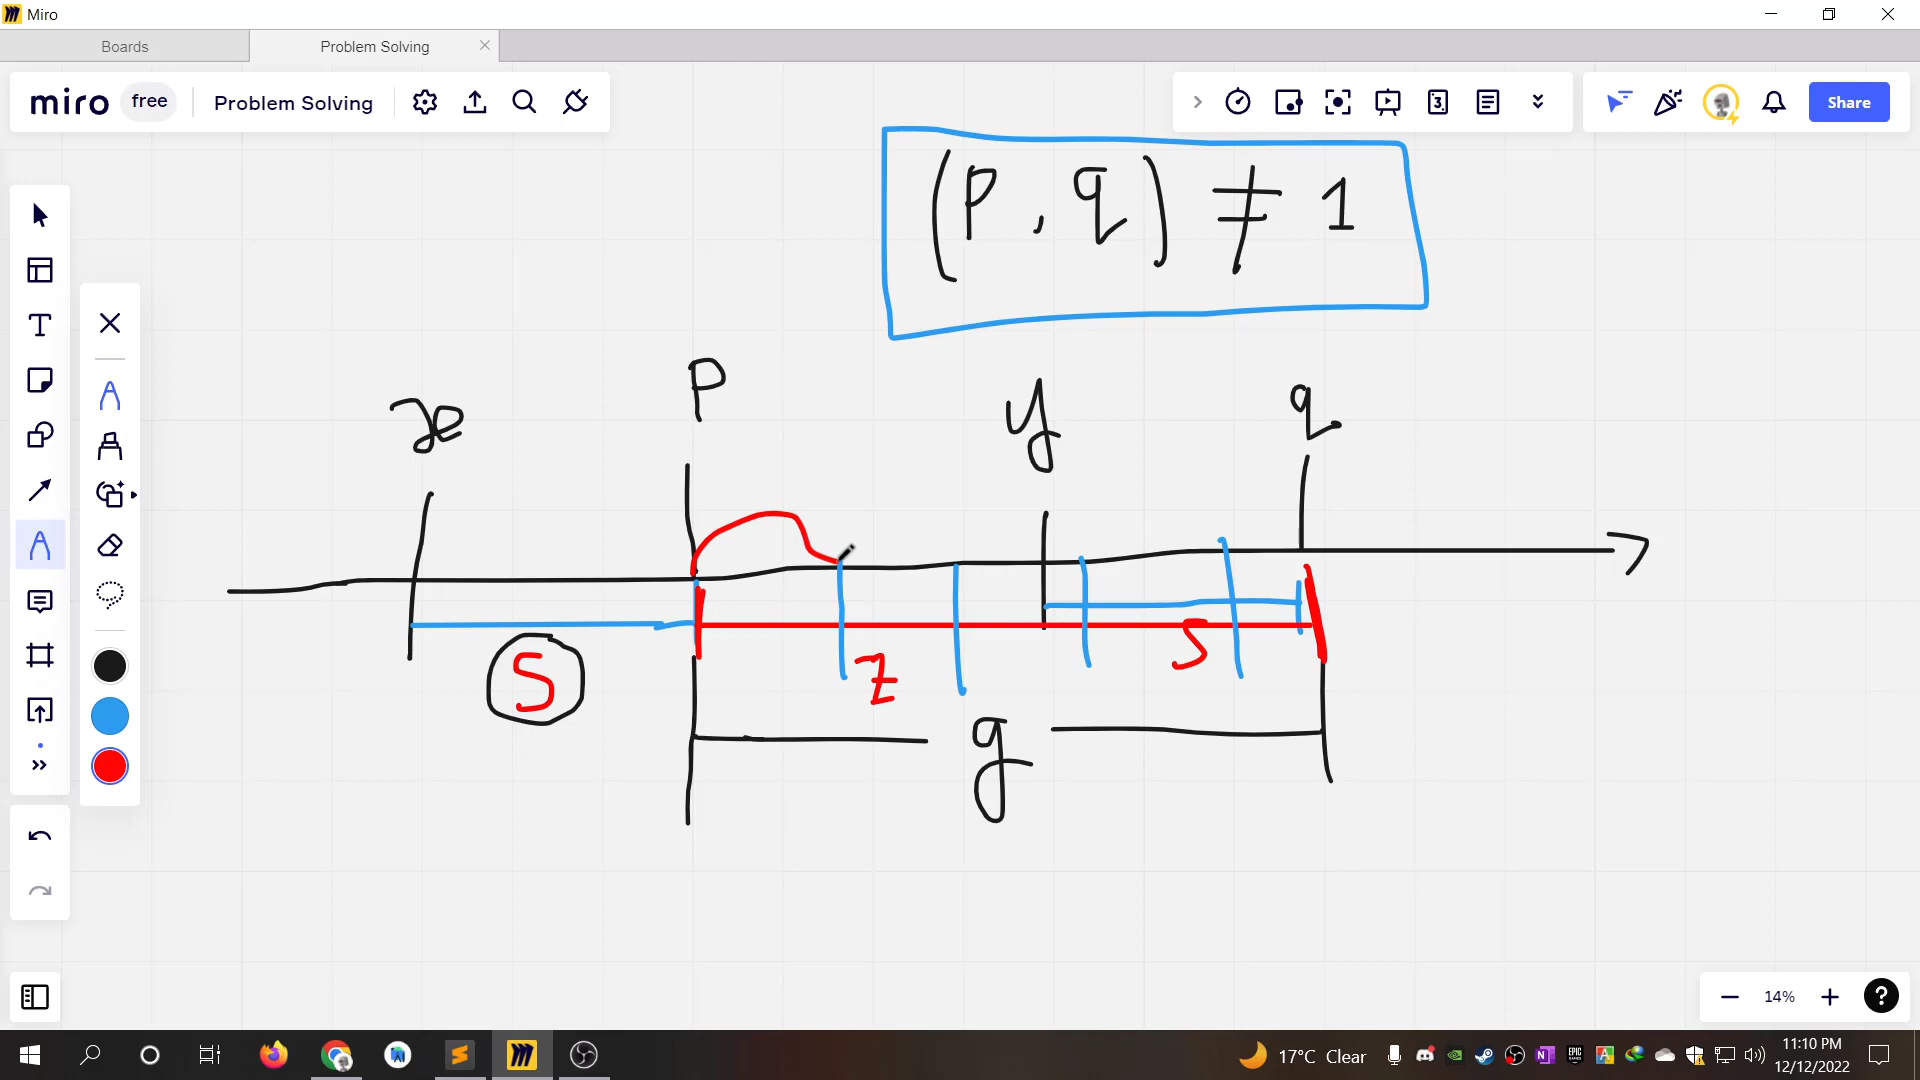 Miro
Boards
Problem Solving
miro
free
Problem Solving
3
Share
(P, q) ≠ 1
x
P
y
q
S
z
S
g
14%
?
17°C Clear
11:10 PM
12/12/2022